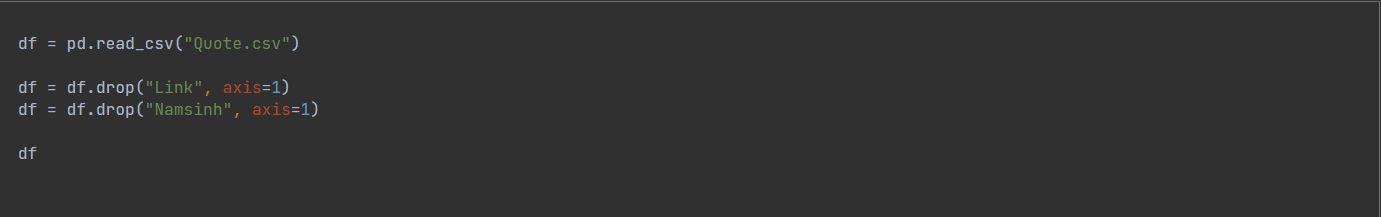 df = pd.read_csv("Quote.csv")
df = df.drop("Link", axis=1)
df = df.drop("Namsinh", axis=1)
df